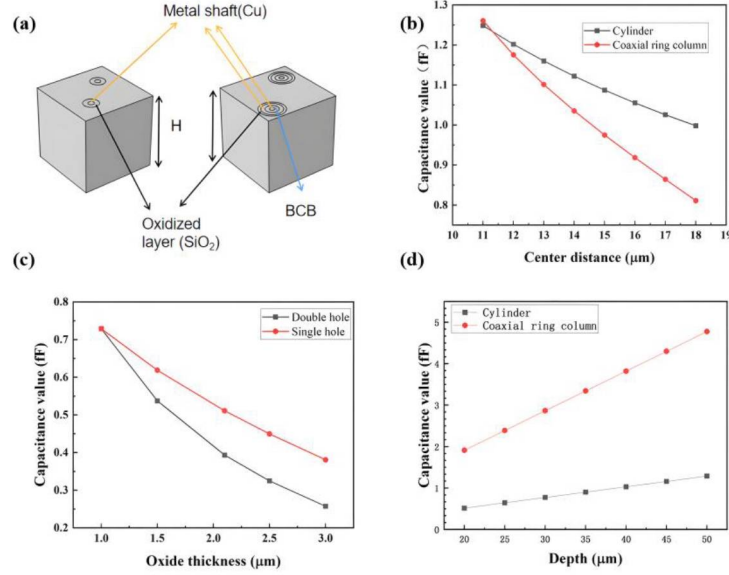 (a)
Metal shaft(Cu)
H
Oxidized
layer (SiO₂)
BCB
(b)
Capacitance value (fF)
1.3
1.2
1.1
1.0
0.9
0.8
10 11 12 13 14 15 16 17 18 19
Center distance (μm)
Cylinder
Coaxial ring column
(c)
Capacitance value (fF)
0.8
0.7
0.6
0.5
0.4
0.3
0.2
1.0 1.5 2.0 2.5 3.0
Oxide thickness (μm)
Double hole
Single hole
(d)
Capacitance value (fF)
5
4
3
2
1
0
20 25 30 35 40 45 50
Depth (μm)
Cylinder
Coaxial ring column